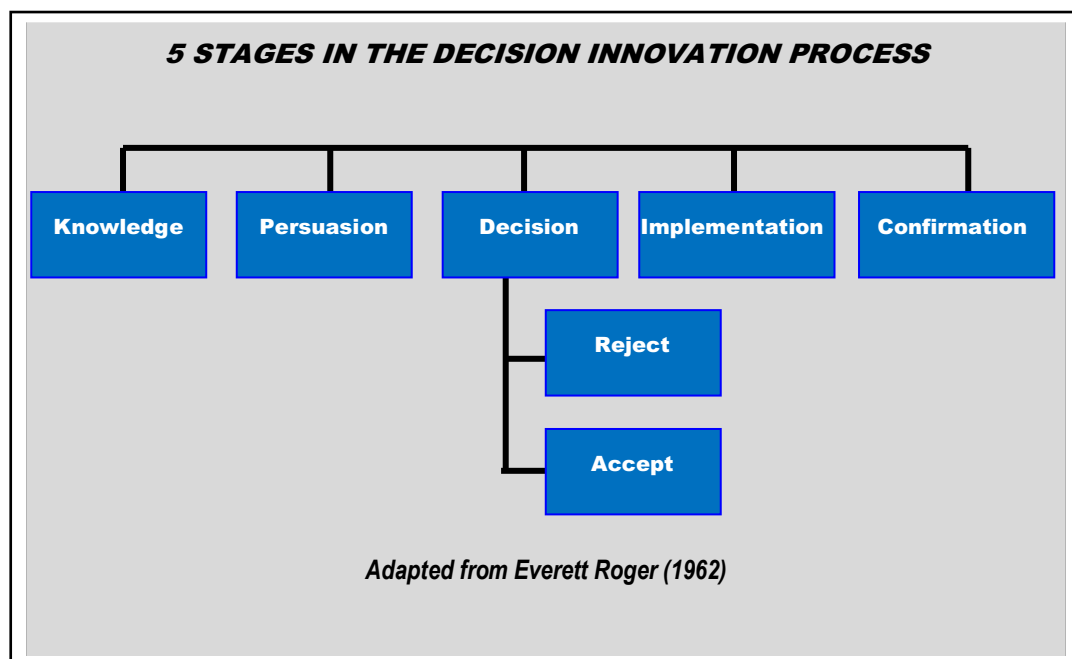 5 STAGES IN THE DECISION INNOVATION PROCESS
Knowledge
Persuasion
Decision
Implementation
Confirmation
Reject
Accept
Adapted from Everett Roger (1962)